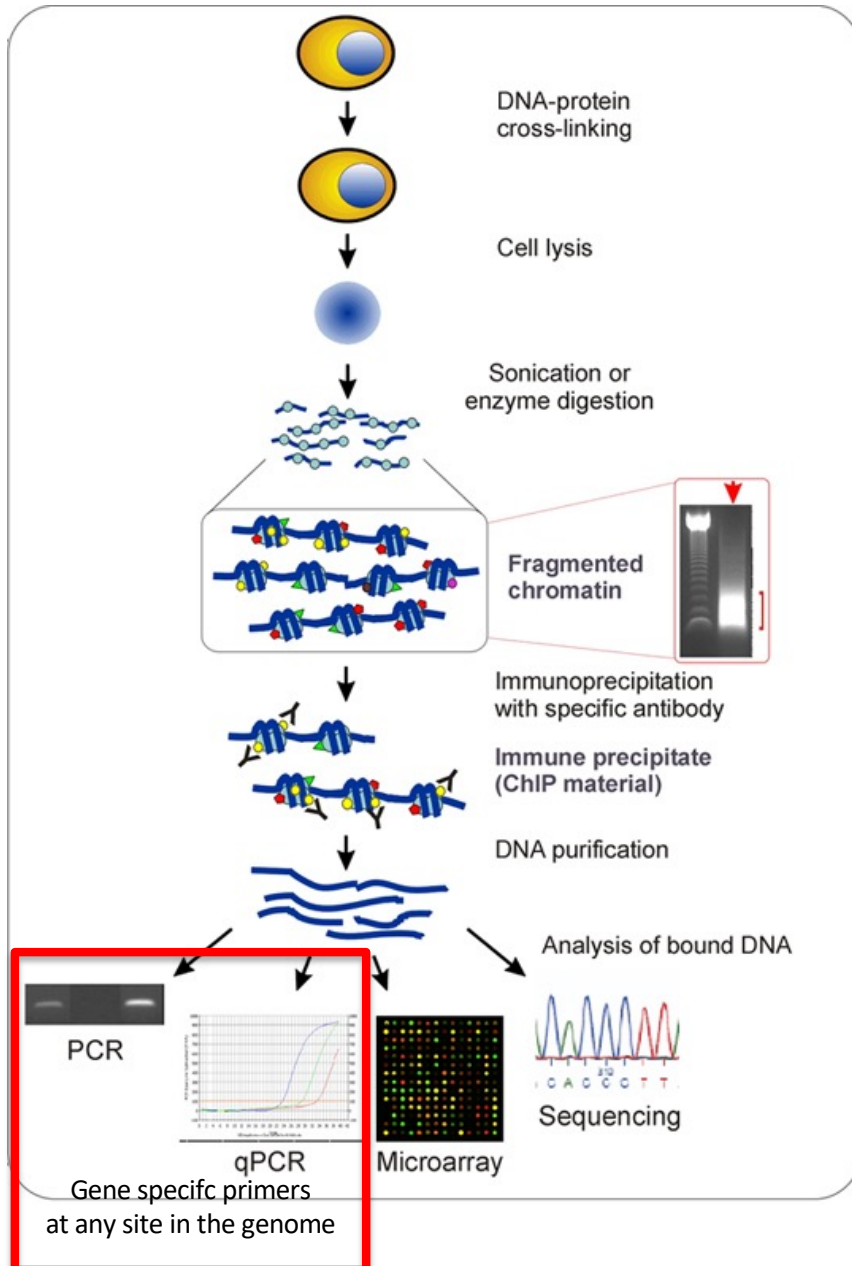 DNA-protein
cross-linking
Cell lysis
Sonication or
enzyme digestion
Fragmented
chromatin
Immunoprecipitation
with specific antibody
Immune precipitate
(ChIP material)
DNA purification
Analysis of bound DNA
PCR
qPCR
Microarray
310
C A C C C T T
Sequencing
Gene specifc primers
at any site in the genome